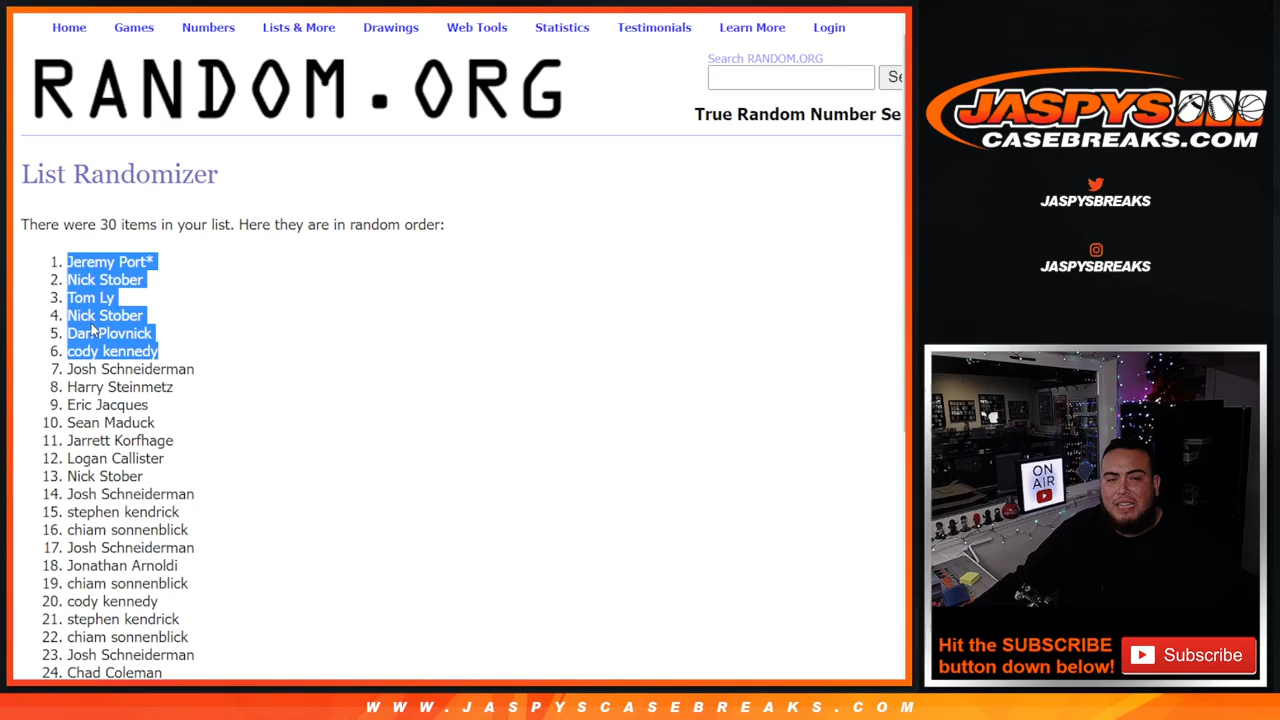 Home Games Numbers Lists & More Drawings Web Tools Statistics Testimonials Learn More Login
RANDOM.ORG
Search RANDOM.ORG
Se
True Random Number Se
List Randomizer
There were 30 items in your list. Here they are in random order:
1. Jeremy Port*
2. Nick Stober
3. Tom Ly
4. Nick Stober
5. Dan Plovnick
6. cody kennedy
7. Josh Schneiderman
8. Harry Steinmetz
9. Eric Jacques
10. Sean Maduck
11. Jarrett Korfhage
12. Logan Callister
13. Nick Stober
14. Josh Schneiderman
15. stephen kendrick
16. chiam sonnenblick
17. Josh Schneiderman
18. Jonathan Arnoldi
19. chiam sonnenblick
20. cody kennedy
21. stephen kendrick
22. chiam sonnenblick
23. Josh Schneiderman
24. Chad Coleman
JASPYS
CASEBREAKS.COM
JASPYSBREAKS
JASPYSBREAKS
ON
AIR
Hit the SUBSCRIBE
button down below!
Subscribe
WWW.JASPYSCASEBREAKS.COM